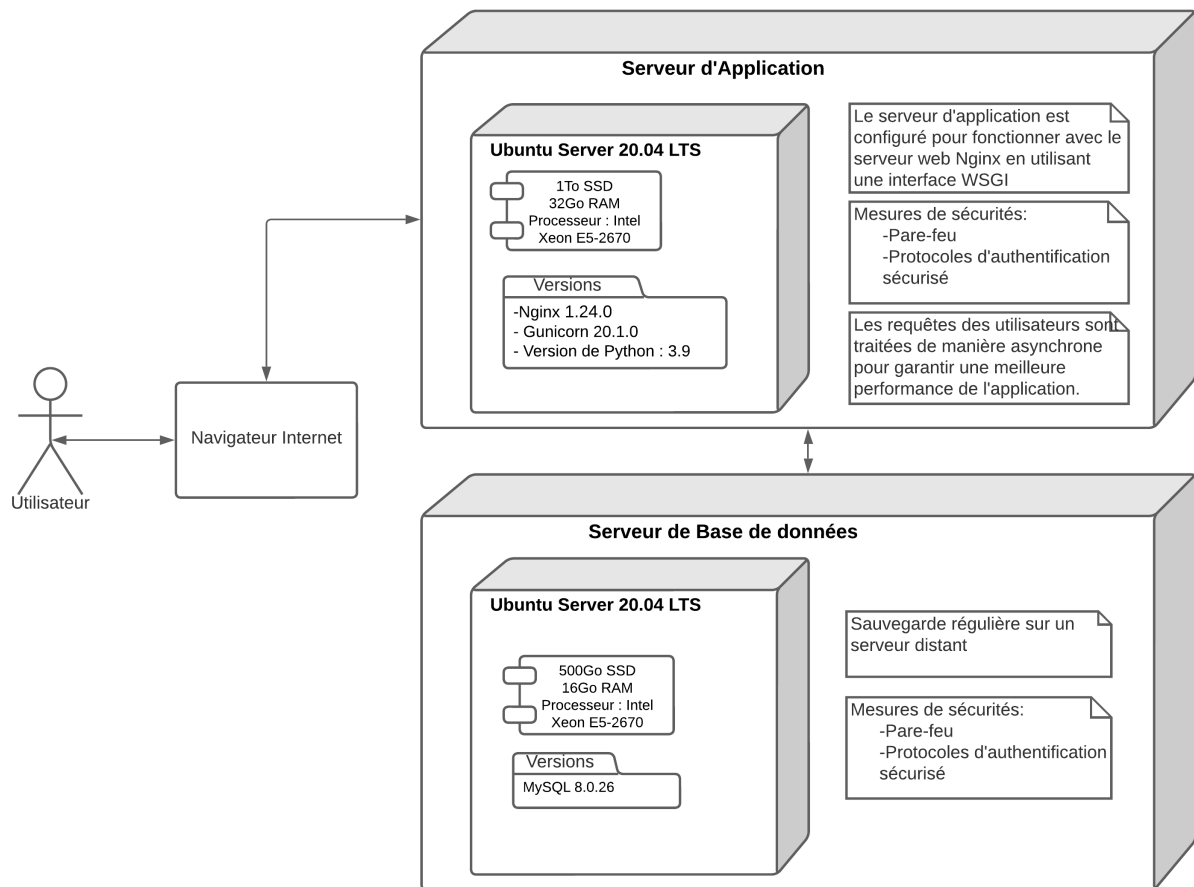 Serveur d'Application
Ubuntu Server 20.04 LTS
1To SSD
32Go RAM
Processeur : Intel
Xeon E5-2670
Versions
-Nginx 1.24.0
- Gunicorn 20.1.0
- Version de Python : 3.9
Le serveur d'application est
configuré pour fonctionner avec le
serveur web Nginx en utilisant
une interface WSGI
Mesures de sécurités:
-Pare-feu
-Protocoles d'authentification
sécurisé
Les requêtes des utilisateurs sont
traitées de manière asynchrone
pour garantir une meilleure
performance de l'application.
Navigateur Internet
Utilisateur
Serveur de Base de données
Ubuntu Server 20.04 LTS
500Go SSD
16Go RAM
Processeur : Intel
Xeon E5-2670
Versions
MySQL 8.0.26
Sauvegarde régulière sur un
serveur distant
Mesures de sécurités:
-Pare-feu
-Protocoles d'authentification
sécurisé